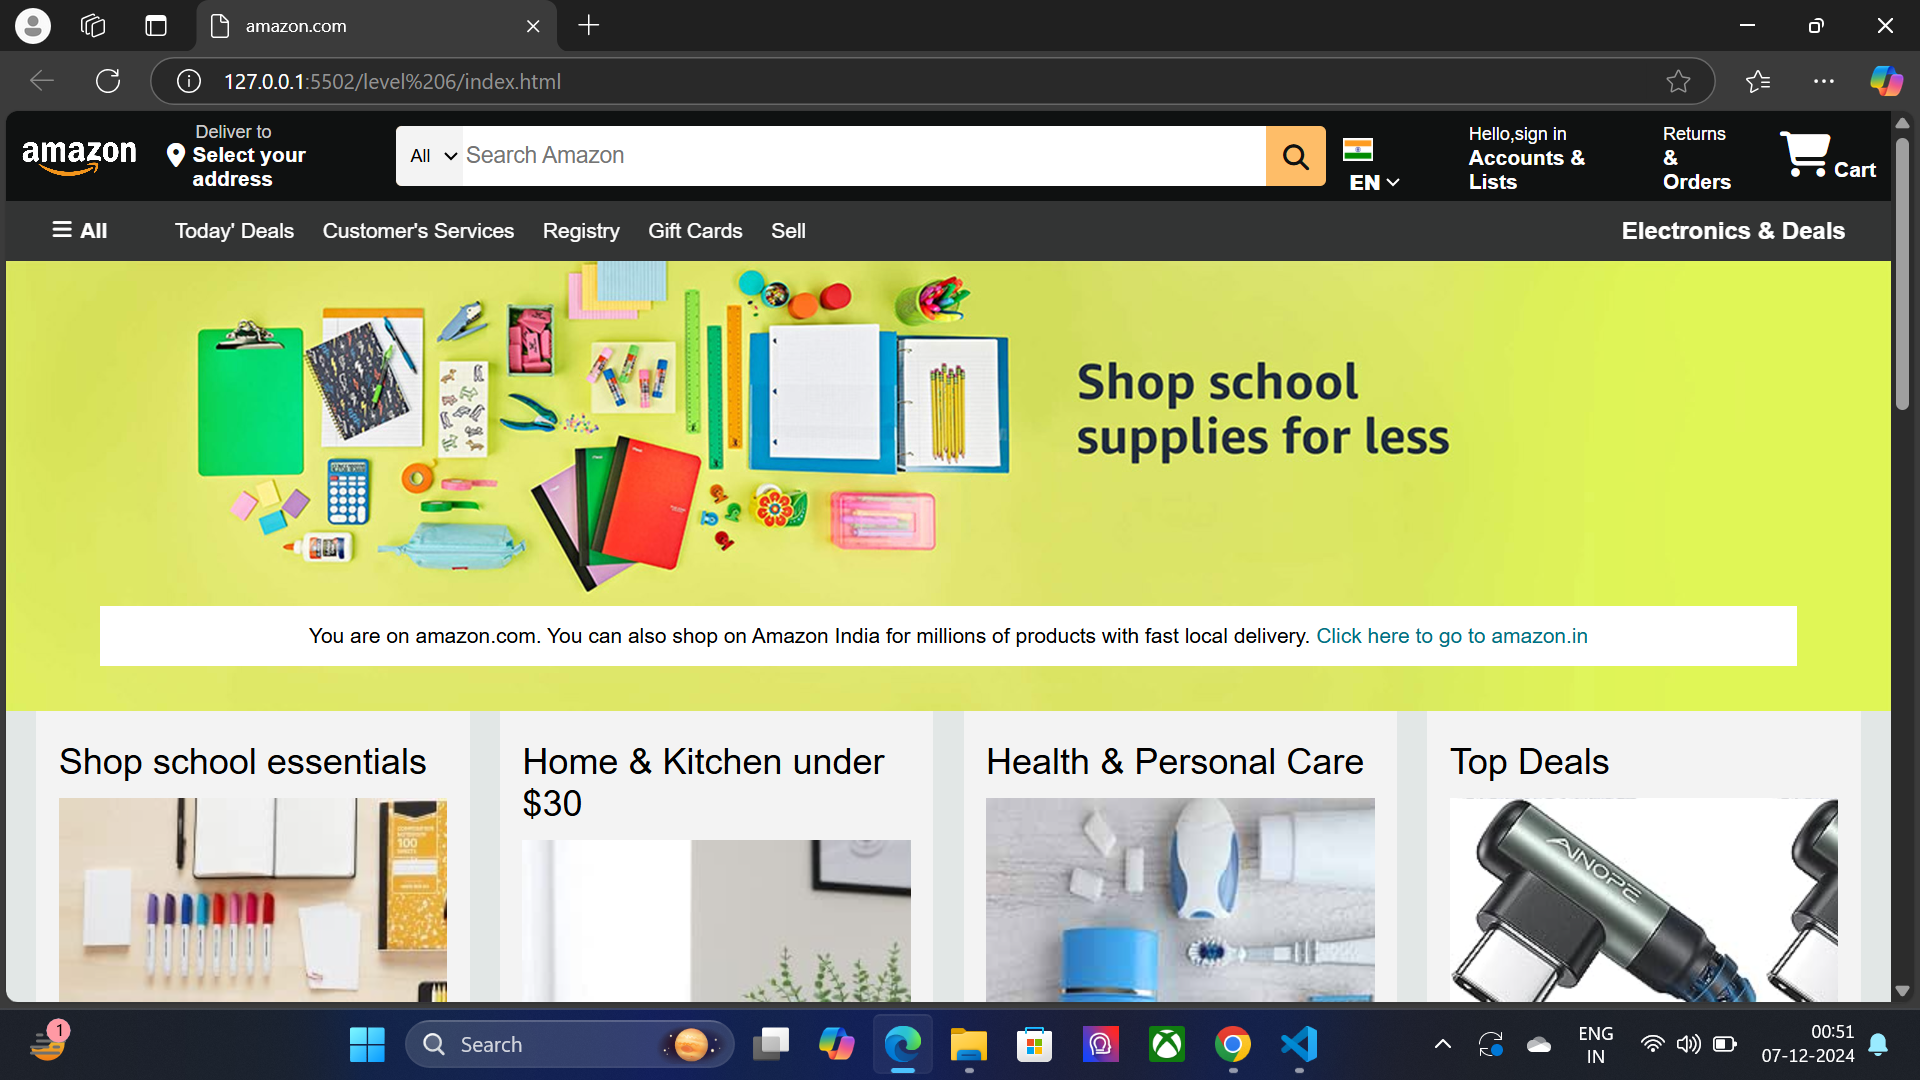 amazon.com
127.0.0.1:5502/level%206/index.html
amazon
Deliver to
Select your
address
All
Search Amazon
EN
Hello,sign in
Accounts &
Lists
Returns
&
Orders
Cart
All
Today' Deals
Customer's Services
Registry
Gift Cards
Sell
Electronics & Deals
Shop school
supplies for less
You are on amazon.com. You can also shop on Amazon India for millions of products with fast local delivery. Click here to go to amazon.in
Shop school essentials
Home & Kitchen under
$30
Health & Personal Care
Top Deals
100
AINOPE
1
Search
ENG
IN
00:51
07-12-2024